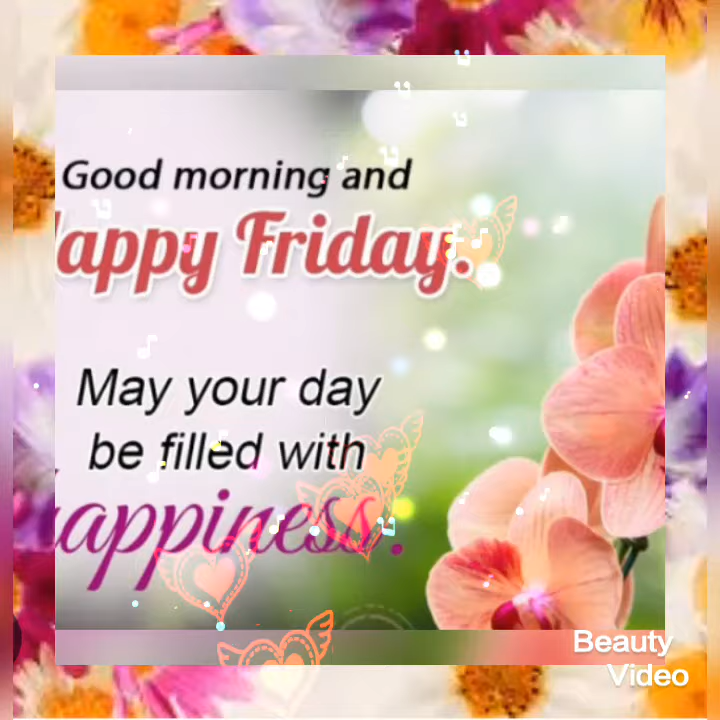 Good morning and
appy Friday.
May your day
be filled with
appiness.
Beauty
Video